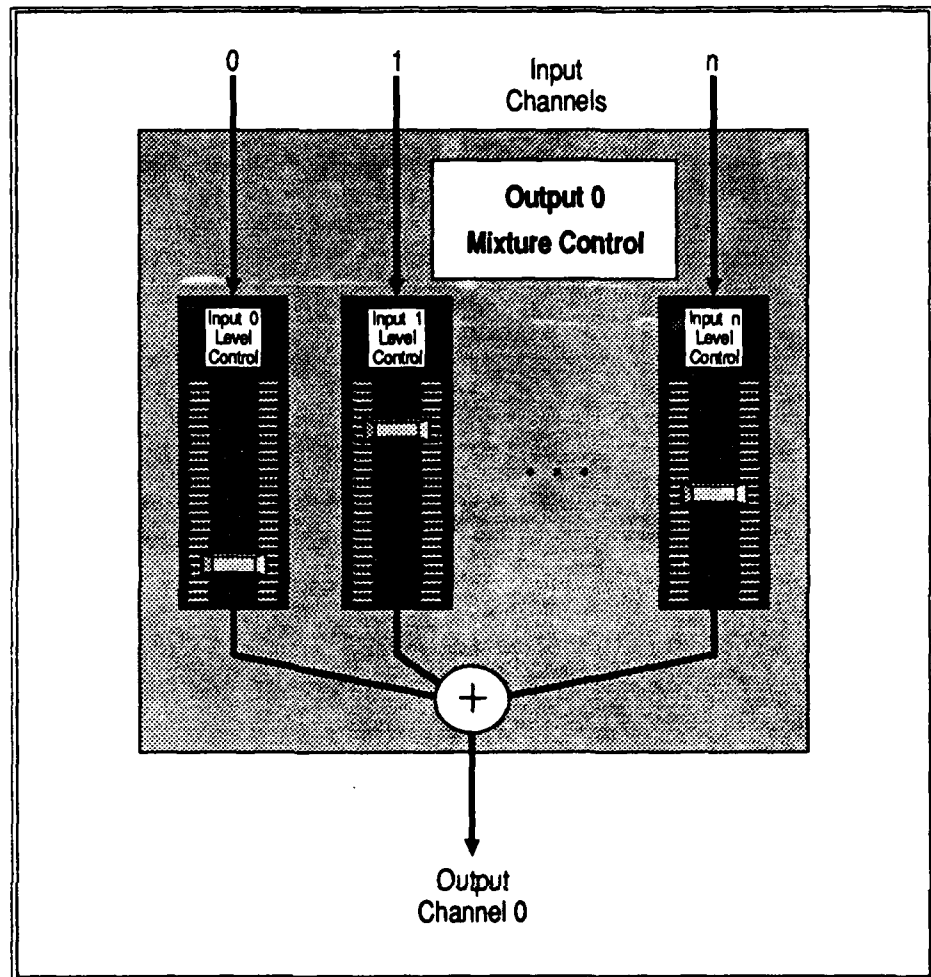 0
1
n
Input
Channels
Output 0
Mixture Control
Input 0
Level
Control
Input 1
Level
Control
Input n
Level
Control
• • •
+
Output
Channel 0